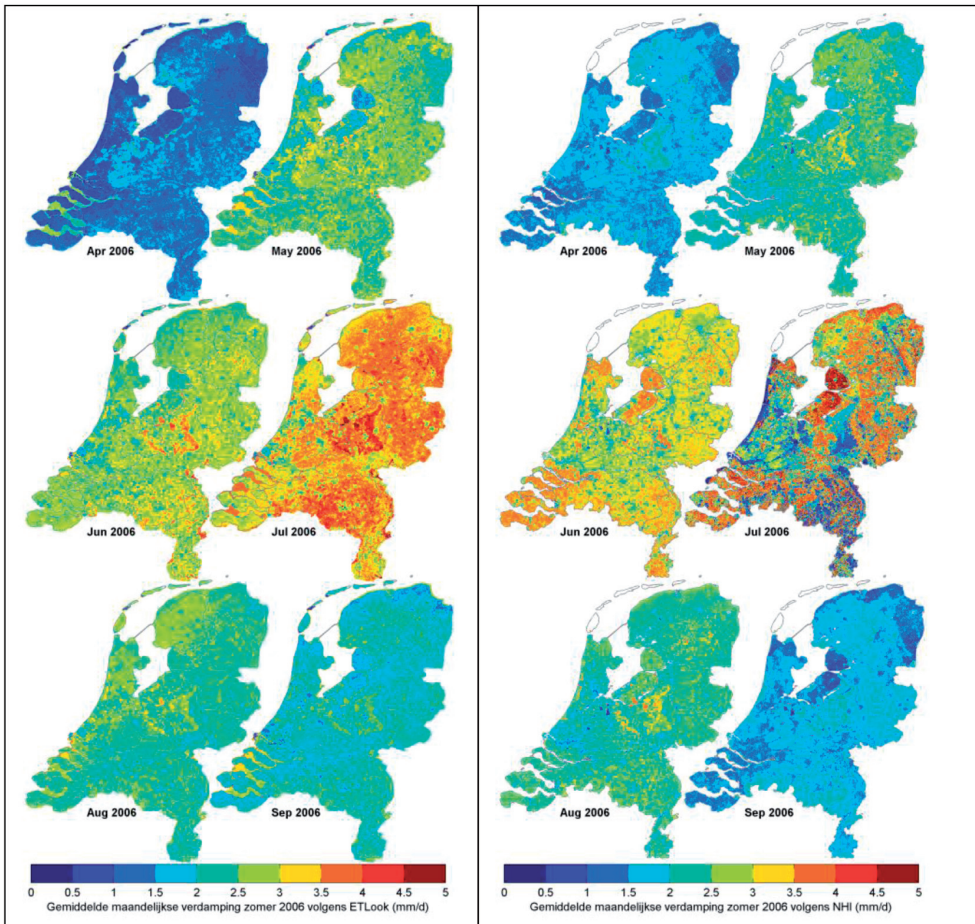 Apr 2006
May 2006
Jun 2006
Jul 2006
Aug 2006
Sep 2006
0 0.5 1 1.5 2 2.5 3 3.5 4 4.5 5
Gemiddelde maandelijkse verdamping zomer 2006 volgens ETLook (mm/d)
Apr 2006
May 2006
Jun 2006
Jul 2006
Aug 2006
Sep 2006
0 0.5 1 1.5 2 2.5 3 3.5 4 4.5 5
Gemiddelde maandelijkse verdamping zomer 2006 volgens NHI (mm/d)